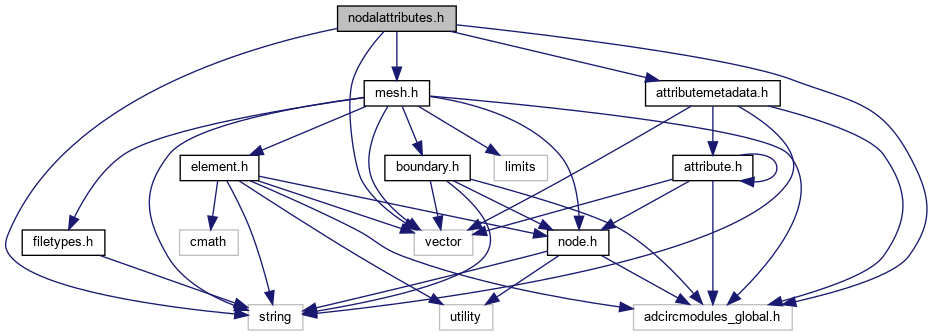 nodalattributes.h
mesh.h
attributemetadata.h
element.h
boundary.h
limits
attribute.h
filetypes.h
cmath
vector
node.h
string
utility
adcircmodules_global.h